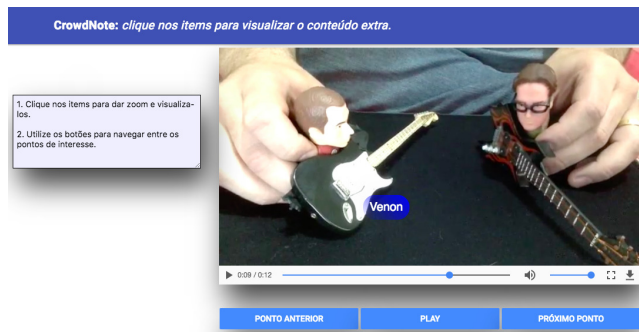 CrowdNote: clique nos items para visualizar o conteúdo extra.
1. Clique nos items para dar zoom e visualiza-
los.
2. Utilize os botões para navegar entre os
pontos de interesse.
Venon
0:09 / 0:12
PONTO ANTERIOR
PLAY
PRÓXIMO PONTO